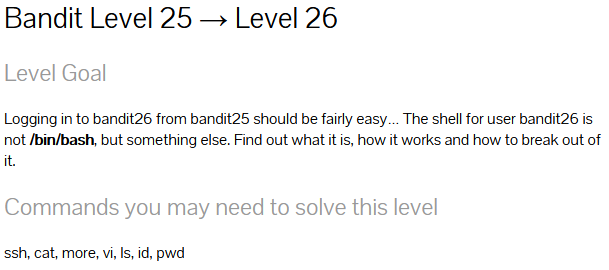 Bandit Level 25 → Level 26
Level Goal
Logging in to bandit26 from bandit25 should be fairly easy... The shell for user bandit26 is
not /bin/bash, but something else. Find out what it is, how it works and how to break out of
it.
Commands you may need to solve this level
ssh, cat, more, vi, ls, id, pwd